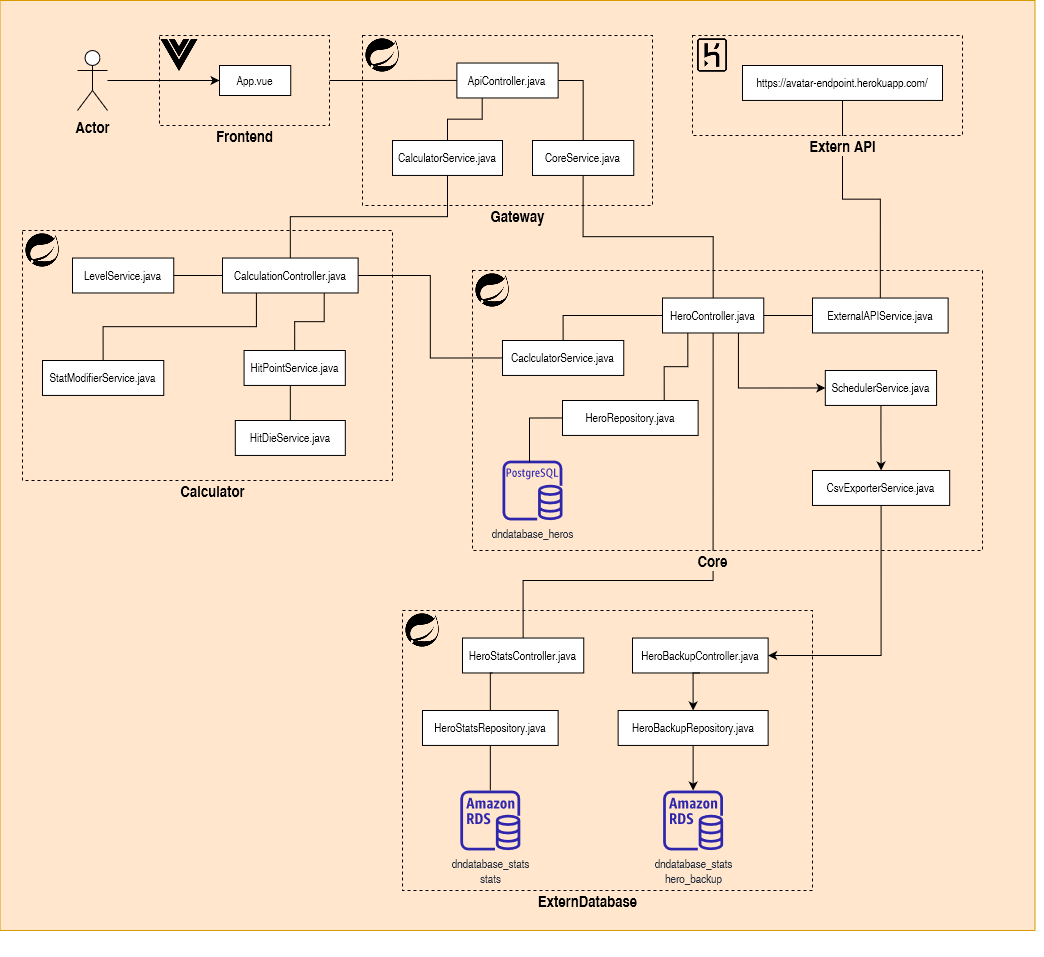 App.vue
Actor
Frontend
ApiController.java
CalculatorService.java
CoreService.java
Gateway
https://avatar-endpoint.herokuapp.com/
Extern API
LevelService.java
CalculationController.java
StatModifierService.java
HitPointService.java
HitDieService.java
Calculator
HeroController.java
ExternalAPIService.java
CaclculatorService.java
SchedulerService.java
HeroRepository.java
PostgreSQL
dndatabase_heros
CsvExporterService.java
Core
HeroStatsController.java
HeroBackupController.java
HeroStatsRepository.java
HeroBackupRepository.java
Amazon
RDS
dndatabase_stats
stats
Amazon
RDS
dndatabase_stats
hero_backup
ExternDatabase